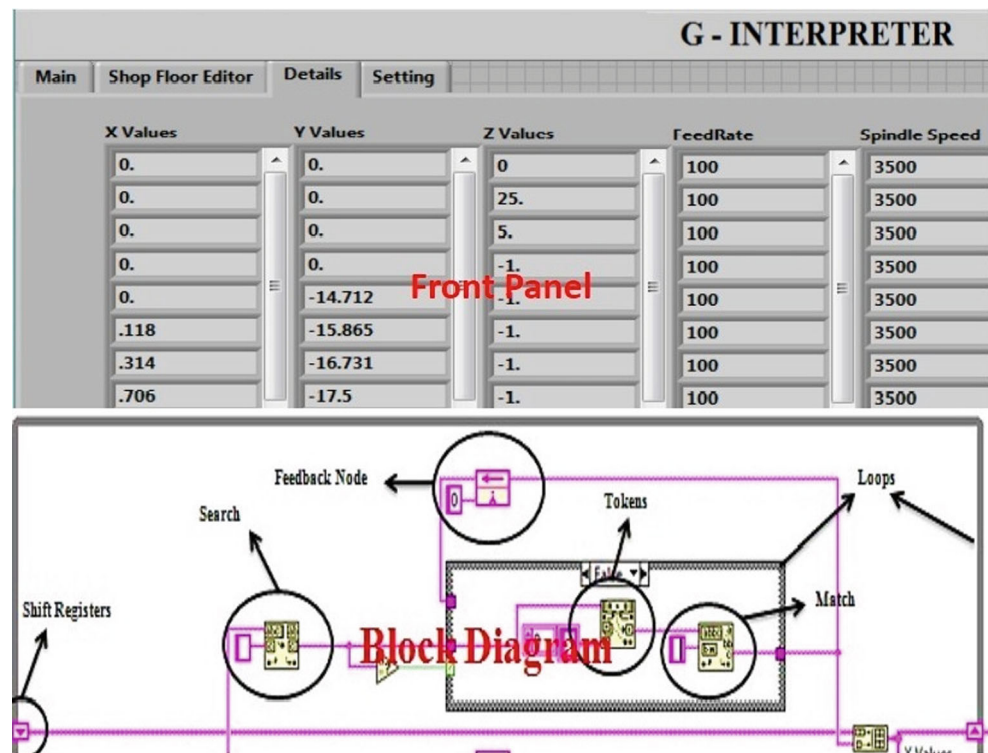 G - INTERPRETER
Main Shop Floor Editor Details Setting
X Values Y Values Z Values FeedRate Spindle Speed
0. 0. 0 100 3500
0. 0. 25. 100 3500
0. 0. 5. 100 3500
0. 0. -1. 100 3500
0. -14.712 -1. 100 3500
Front Panel
.118 -15.865 -1. 100 3500
.314 -16.731 -1. 100 3500
.706 -17.5 -1. 100 3500
Feedback Node
Loops
Tokens
Search
False
Shift Registers
Match
Block Diagram
X Values